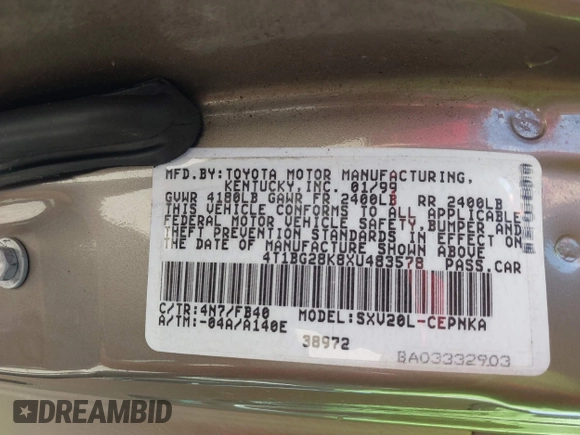 MFD.BY:TOYOTA MOTOR MANUFACTURING,
KENTUCKY,INC. 01/99
GVWR 4180LB GAWR FR 2400LB RR 2400LB
THIS VEHICLE CONFORMS TO ALL APPLICABLE
FEDERAL MOTOR VEHICLE SAFETY,BUMPER AND
THEFT PREVENTION STANDARDS IN EFFECT ON
THE DATE OF MANUFACTURE SHOWN ABOVE
4T1BG28K8XU483578 PASS.CAR
C/TR:4N7/FB40
A/TM:-04A/A140E
MODEL:SXV20L-CEPNKA
38972
BA03332903
DREAMBID